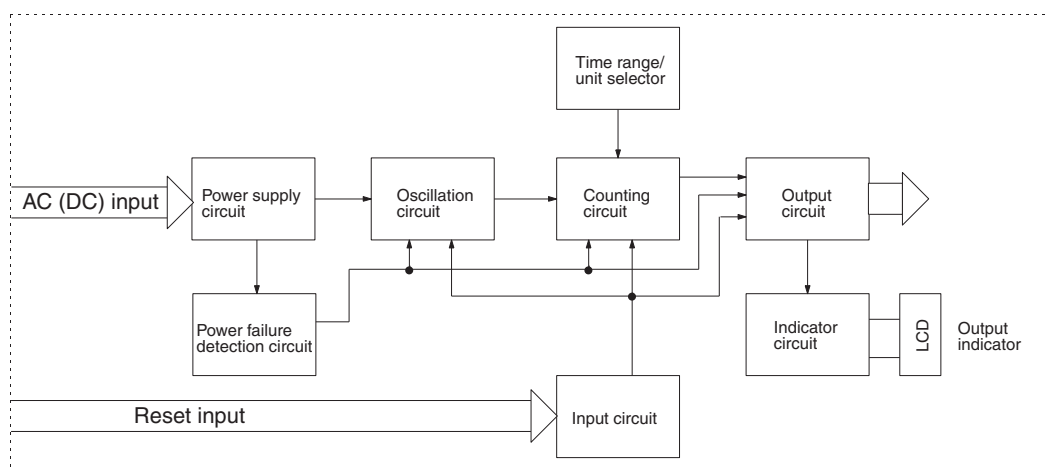 Time range/
unit selector
AC (DC) input
Power supply
circuit
Oscillation
circuit
Counting
circuit
Output
circuit
Power failure
detection circuit
Indicator
circuit
LCD
Output
indicator
Reset input
Input circuit